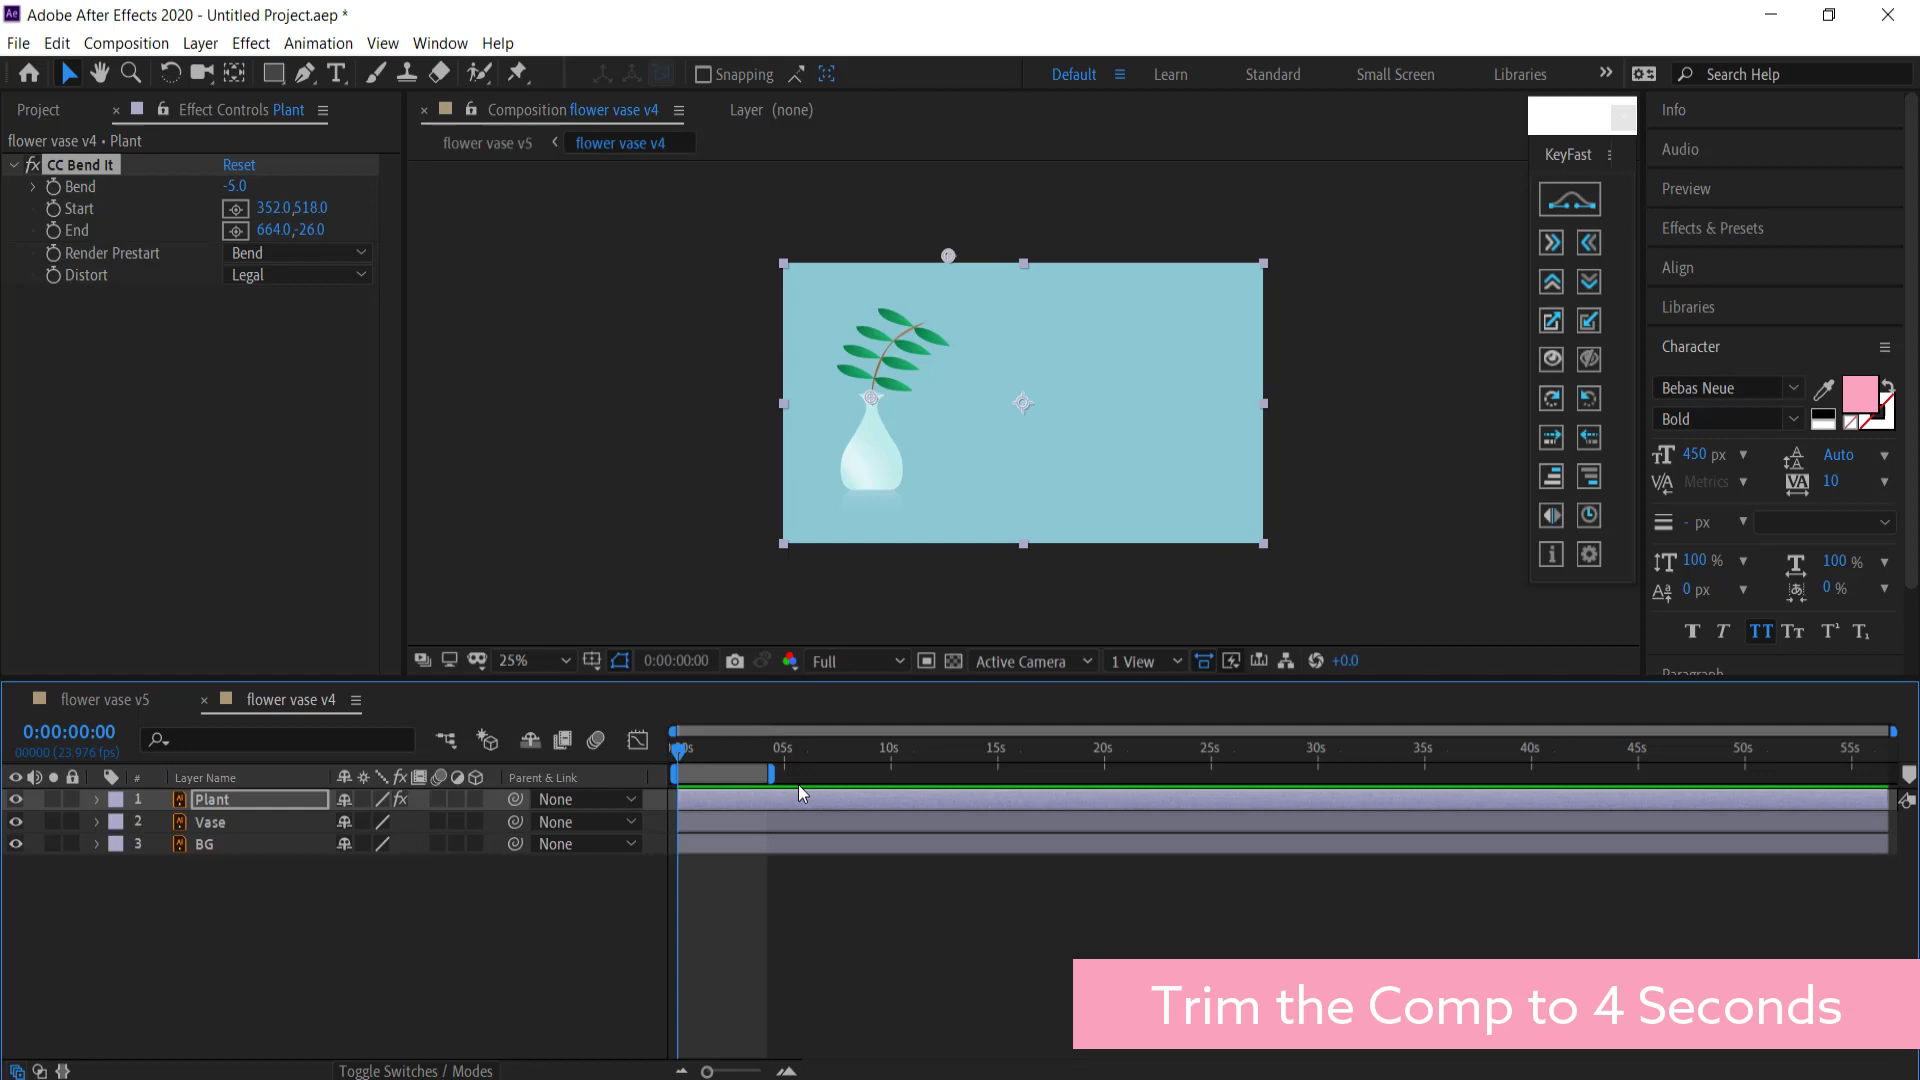 Adobe After Effects 2020 - Untitled Project.aep *
File Edit Composition Layer Effect Animation View Window Help
Snapping
Default Learn Standard Small Screen Libraries
Search Help
Project
Effect Controls Plant
flower vase v4 • Plant
fx CC Bend It Reset
Bend -5.0
Start 352.0,518.0
End 664.0,-26.0
Render Prestart Bend
Distort Legal
Composition flower vase v4
Layer (none)
flower vase v5 < flower vase v4
KeyFast
Info
Audio
Preview
Effects & Presets
Align
Libraries
Character
Bebas Neue
Bold
450 px Auto
Metrics 10
- px
100 % 100 %
0 px 0 %
Paragraph
25% 0:00:00:00 Full Active Camera 1 View +0.0
flower vase v5
flower vase v4
0:00:00:00
00000 (23.976 fps)
05s 10s 15s 20s 25s 30s 35s 40s 45s 50s 55s
# Layer Name Parent & Link
1 Plant None
2 Vase None
3 BG None
Trim the Comp to 4 Seconds
Toggle Switches / Modes